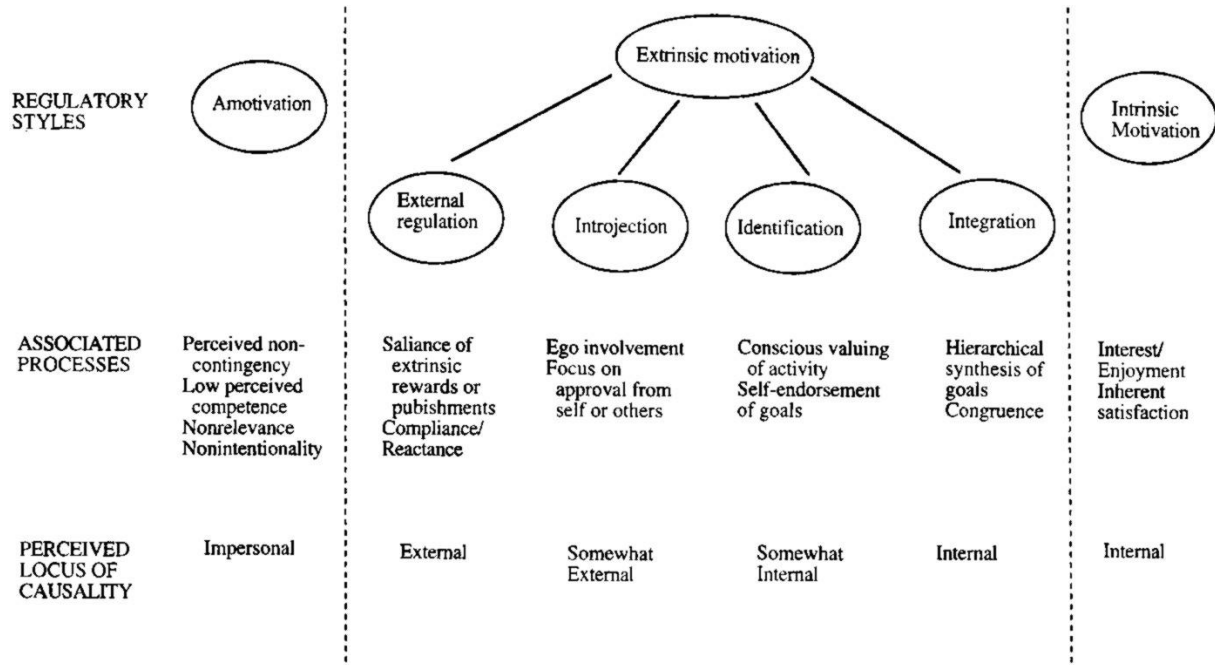 Extrinsic motivation
REGULATORY
STYLES
Amotivation
Intrinsic
Motivation
External
regulation
Introjection
Identification
Integration
ASSOCIATED
PROCESSES
Perceived non-
contingency
Low perceived
competence
Nonrelevance
Nonintentionality
Saliance of
extrinsic
rewards or
pubishments
Compliance/
Reactance
Ego involvement
Focus on
approval from
self or others
Conscious valuing
of activity
Self-endorsement
of goals
Hierarchical
synthesis of
goals
Congruence
Interest/
Enjoyment
Inherent
satisfaction
PERCEIVED
LOCUS OF
CAUSALITY
Impersonal
External
Somewhat
External
Somewhat
Internal
Internal
Internal